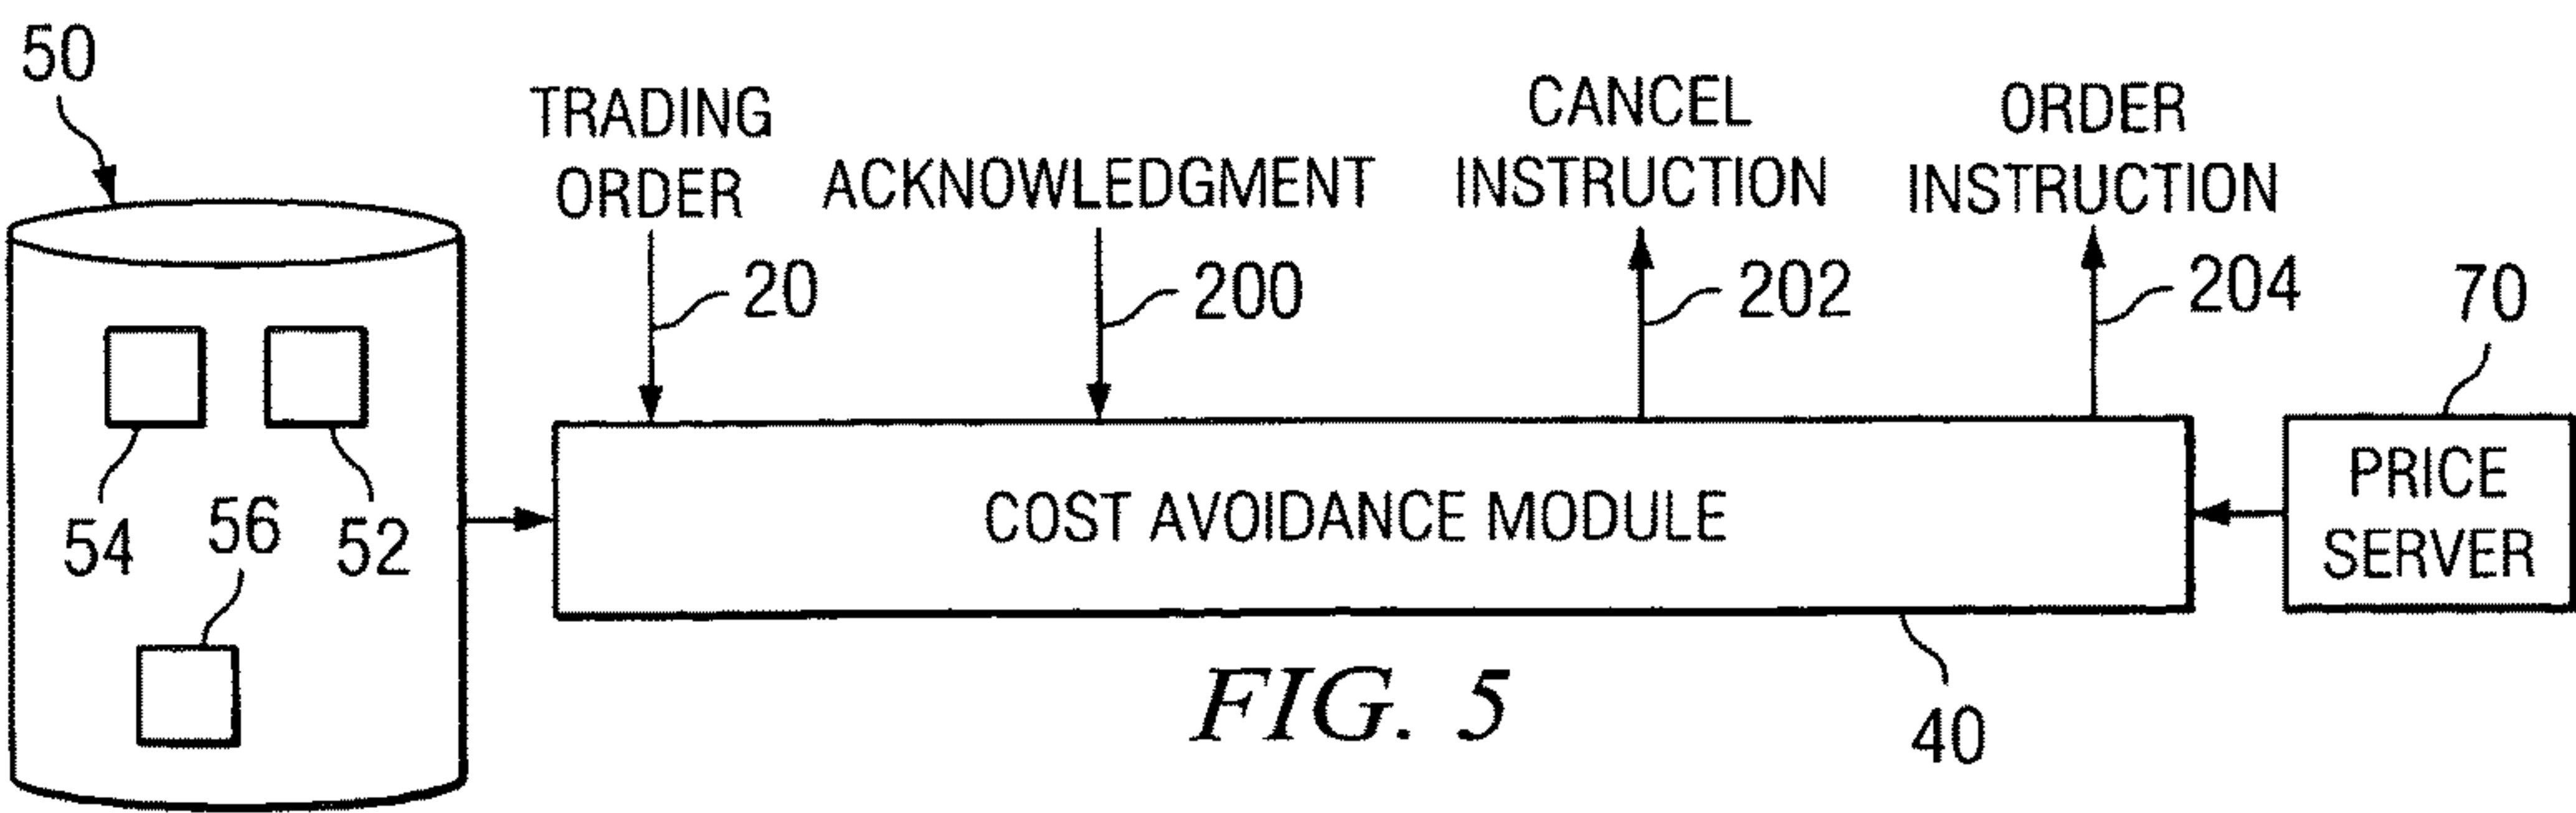 50
TRADING
ORDER
20
ACKNOWLEDGMENT
200
CANCEL
INSTRUCTION
202
ORDER
INSTRUCTION
204
70
PRICE
SERVER
54
56
52
COST AVOIDANCE MODULE
40
FIG. 5